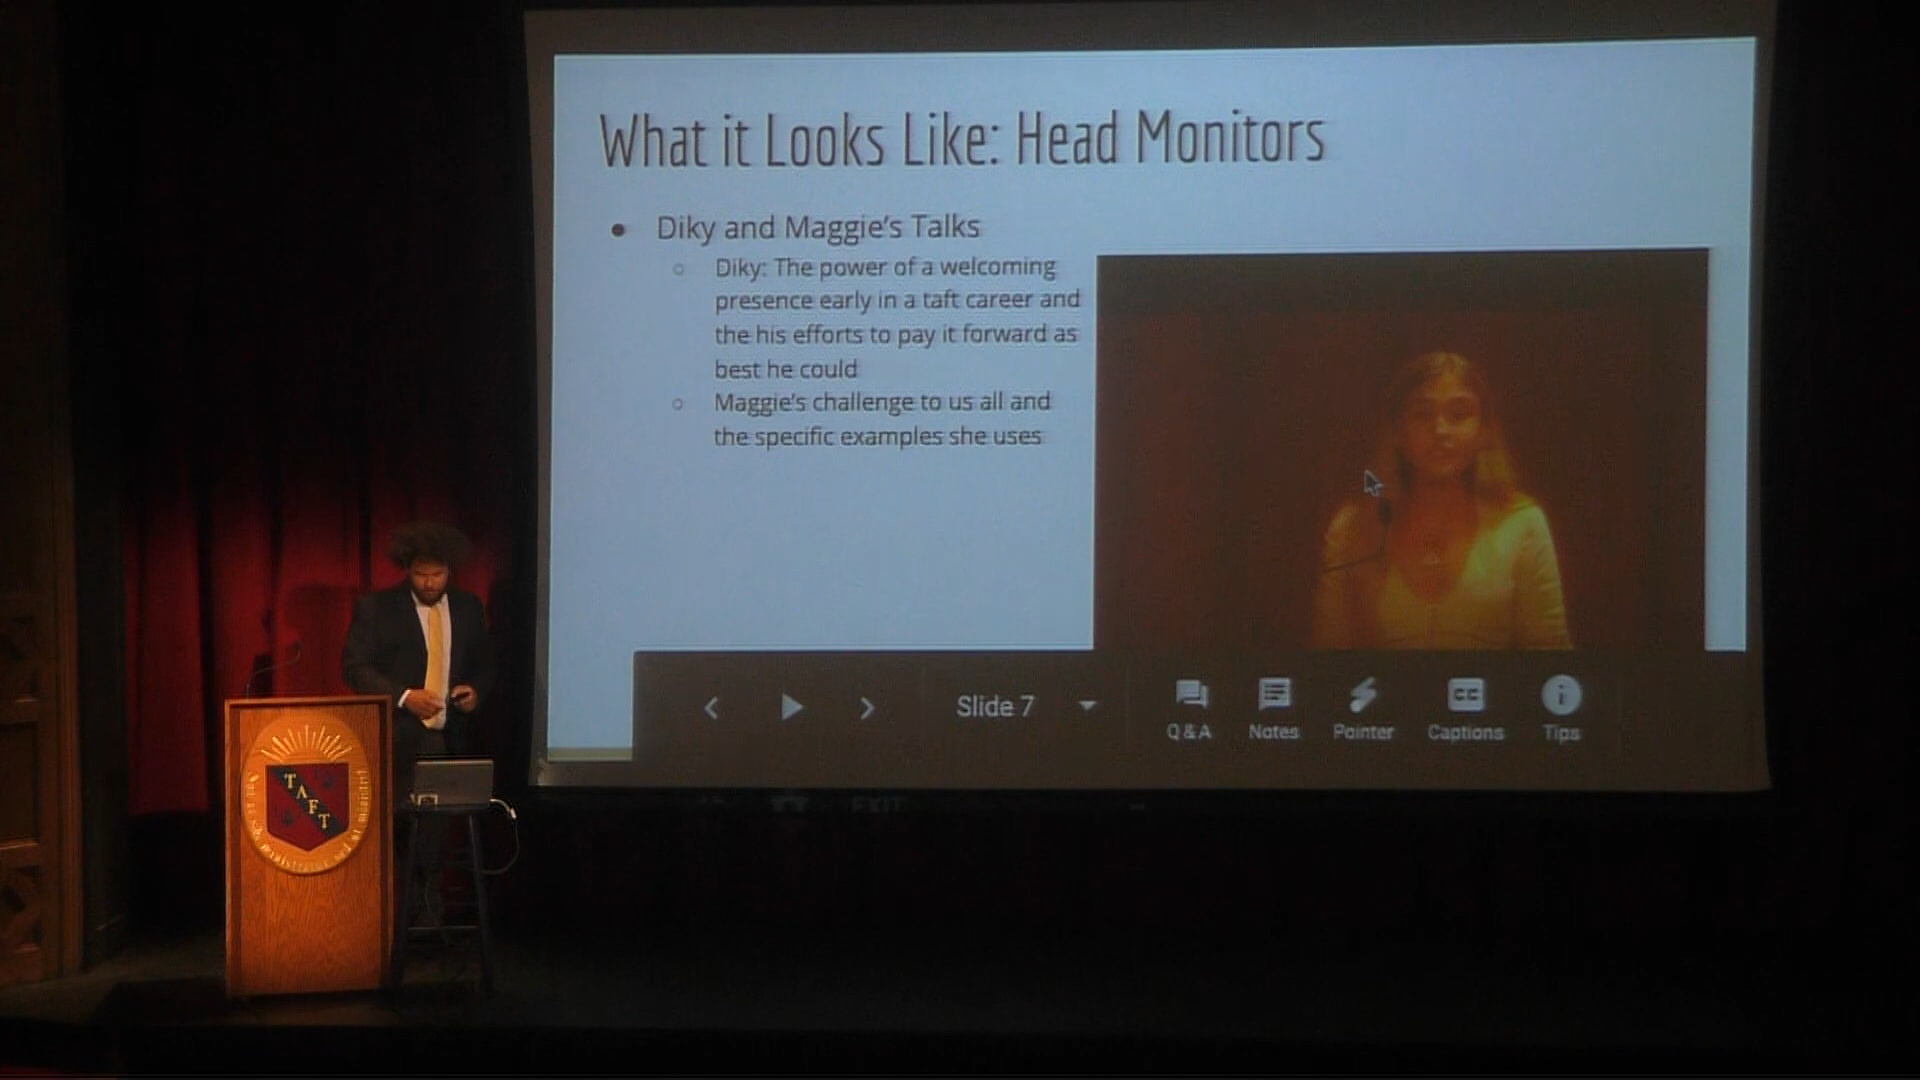 What it Looks Like: Head Monitors
Diky and Maggie's Talks
Diky: The power of a welcoming
presence early in a taft career and
the his efforts to pay it forward as
best he could
Maggie's challenge to us all and
the specific examples she uses
Slide 7
Q&A
Notes
Pointer
Captions
Tips
TAFT
EXIT